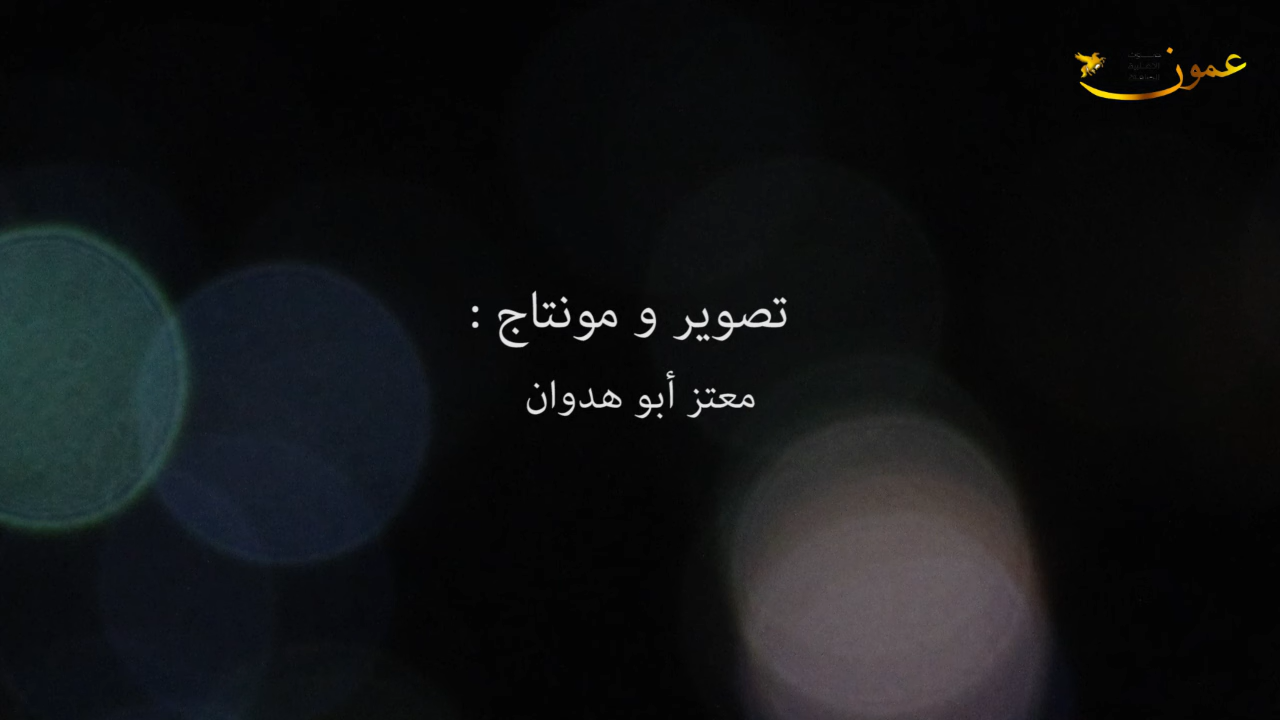 عمون
تصوير و مونتاج :
معتز أبو هدوان